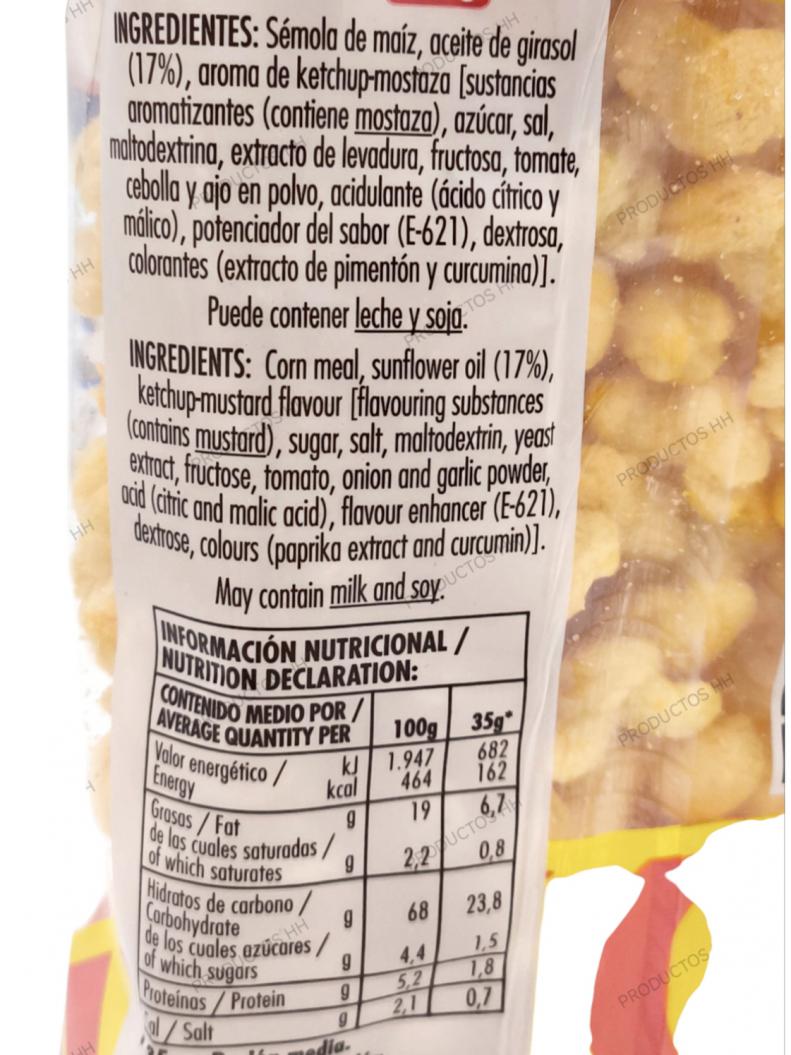 INGREDIENTES: Sémola de maíz, aceite de girasol
(17%), aroma de ketchup-mostaza [sustancias
aromatizantes (contiene mostaza), azúcar, sal,
maltodextrina, extracto de levadura, fructosa, tomate,
cebolla y ajo en polvo, acidulante (ácido cítrico y
málico), potenciador del sabor (E-621), dextrosa,
colorantes (extracto de pimentón y curcumina)].
Puede contener leche y soja.
INGREDIENTS: Corn meal, sunflower oil (17%),
ketchup-mustard flavour [flavouring substances
(contains mustard), sugar, salt, maltodextrin, yeast
extract, fructose, tomato, onion and garlic powder,
acid (citric and malic acid), flavour enhancer (E-621),
dextrose, colours (paprika extract and curcumin)].
May contain milk and soy.
INFORMACIÓN NUTRICIONAL /
NUTRITION DECLARATION:
CONTENIDO MEDIO POR /
AVERAGE QUANTITY PER 100g 35g*
Valor energético / kJ 1.947 682
Energy kcal 464 162
Grasas / Fat g 19 6,7
de las cuales saturadas /
of which saturates g 2,2 0,8
Hidratos de carbono /
Carbohydrate g 68 23,8
de los cuales azúcares /
of which sugars g 4,4 1,5
Proteínas / Protein g 5,2 1,8
al / Salt g 2,1 0,7
media.
PRODUCTOS HH
PRODUCTOS HH
PRODUCTOS HH
PRODUCTOS